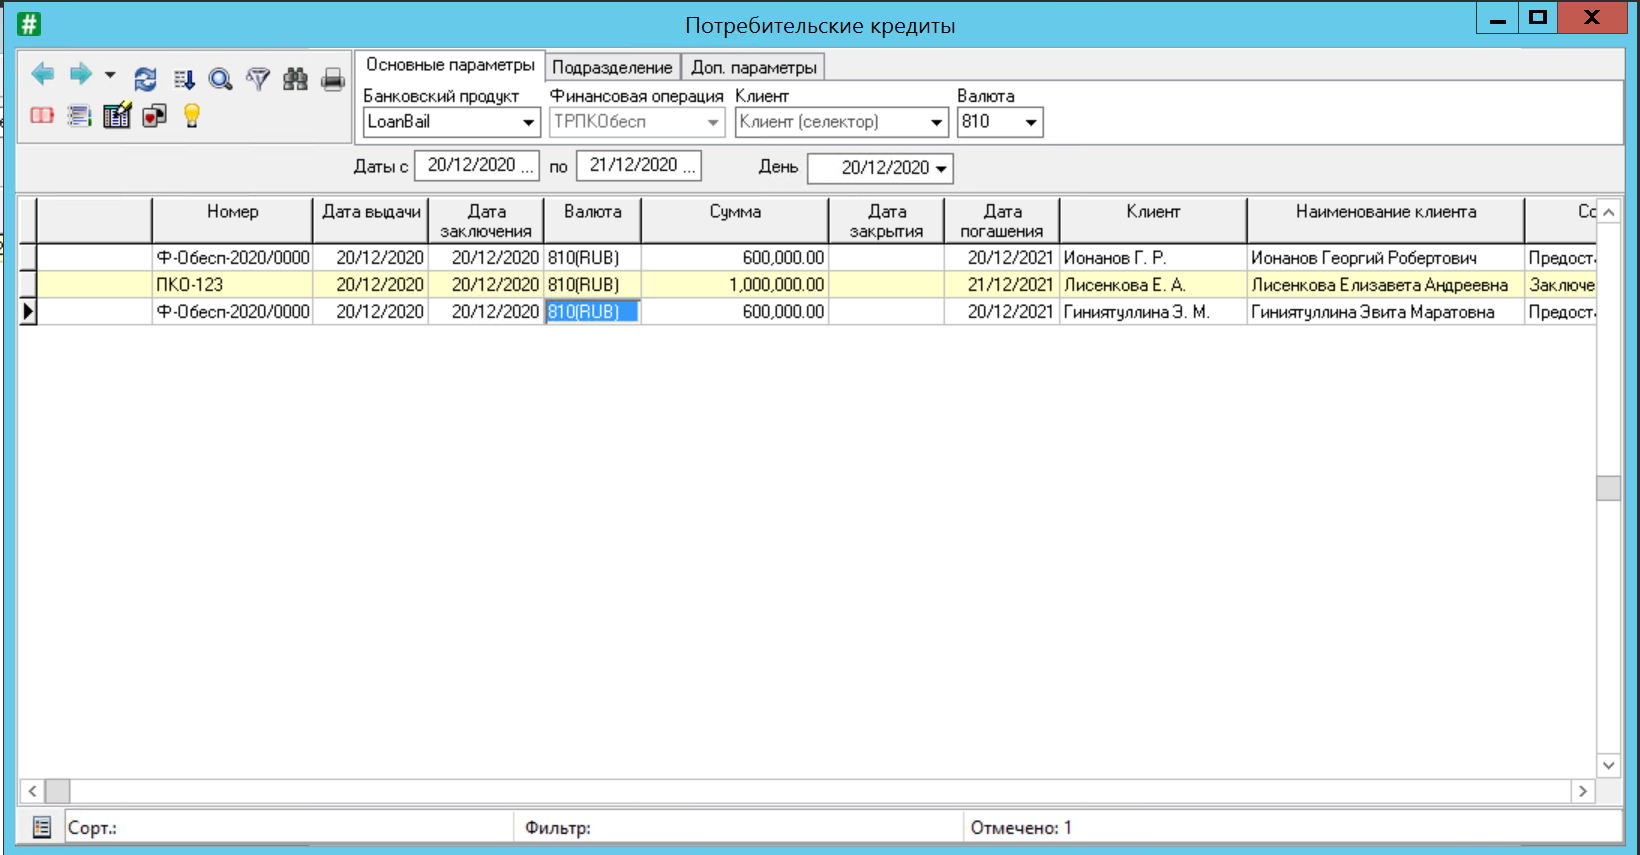 Потребительские кредиты
Основные параметры Подразделение Доп. параметры
Банковский продукт Финансовая операция Клиент Валюта
LoanBail ТРПКОбесп Клиент (селектор) 810
Даты с 20/12/2020 ... по 21/12/2020 ... День 20/12/2020
Номер Дата выдачи Дата заключения Валюта Сумма Дата закрытия Дата погашения Клиент Наименование клиента Сс
Ф-Обесп-2020/0000 20/12/2020 20/12/2020 810(RUB) 600,000.00 20/12/2021 Ионанов Г. Р. Ионанов Георгий Робертович Предост
ПКО-123 20/12/2020 20/12/2020 810(RUB) 1,000,000.00 21/12/2021 Лисенкова Е. А. Лисенкова Елизавета Андреевна Заключе
Ф-Обесп-2020/0000 20/12/2020 20/12/2020 810(RUB) 600,000.00 20/12/2021 Гиниятуллина Э. М. Гиниятуллина Эвита Маратовна Предост
Сорт.: Фильтр: Отмечено: 1